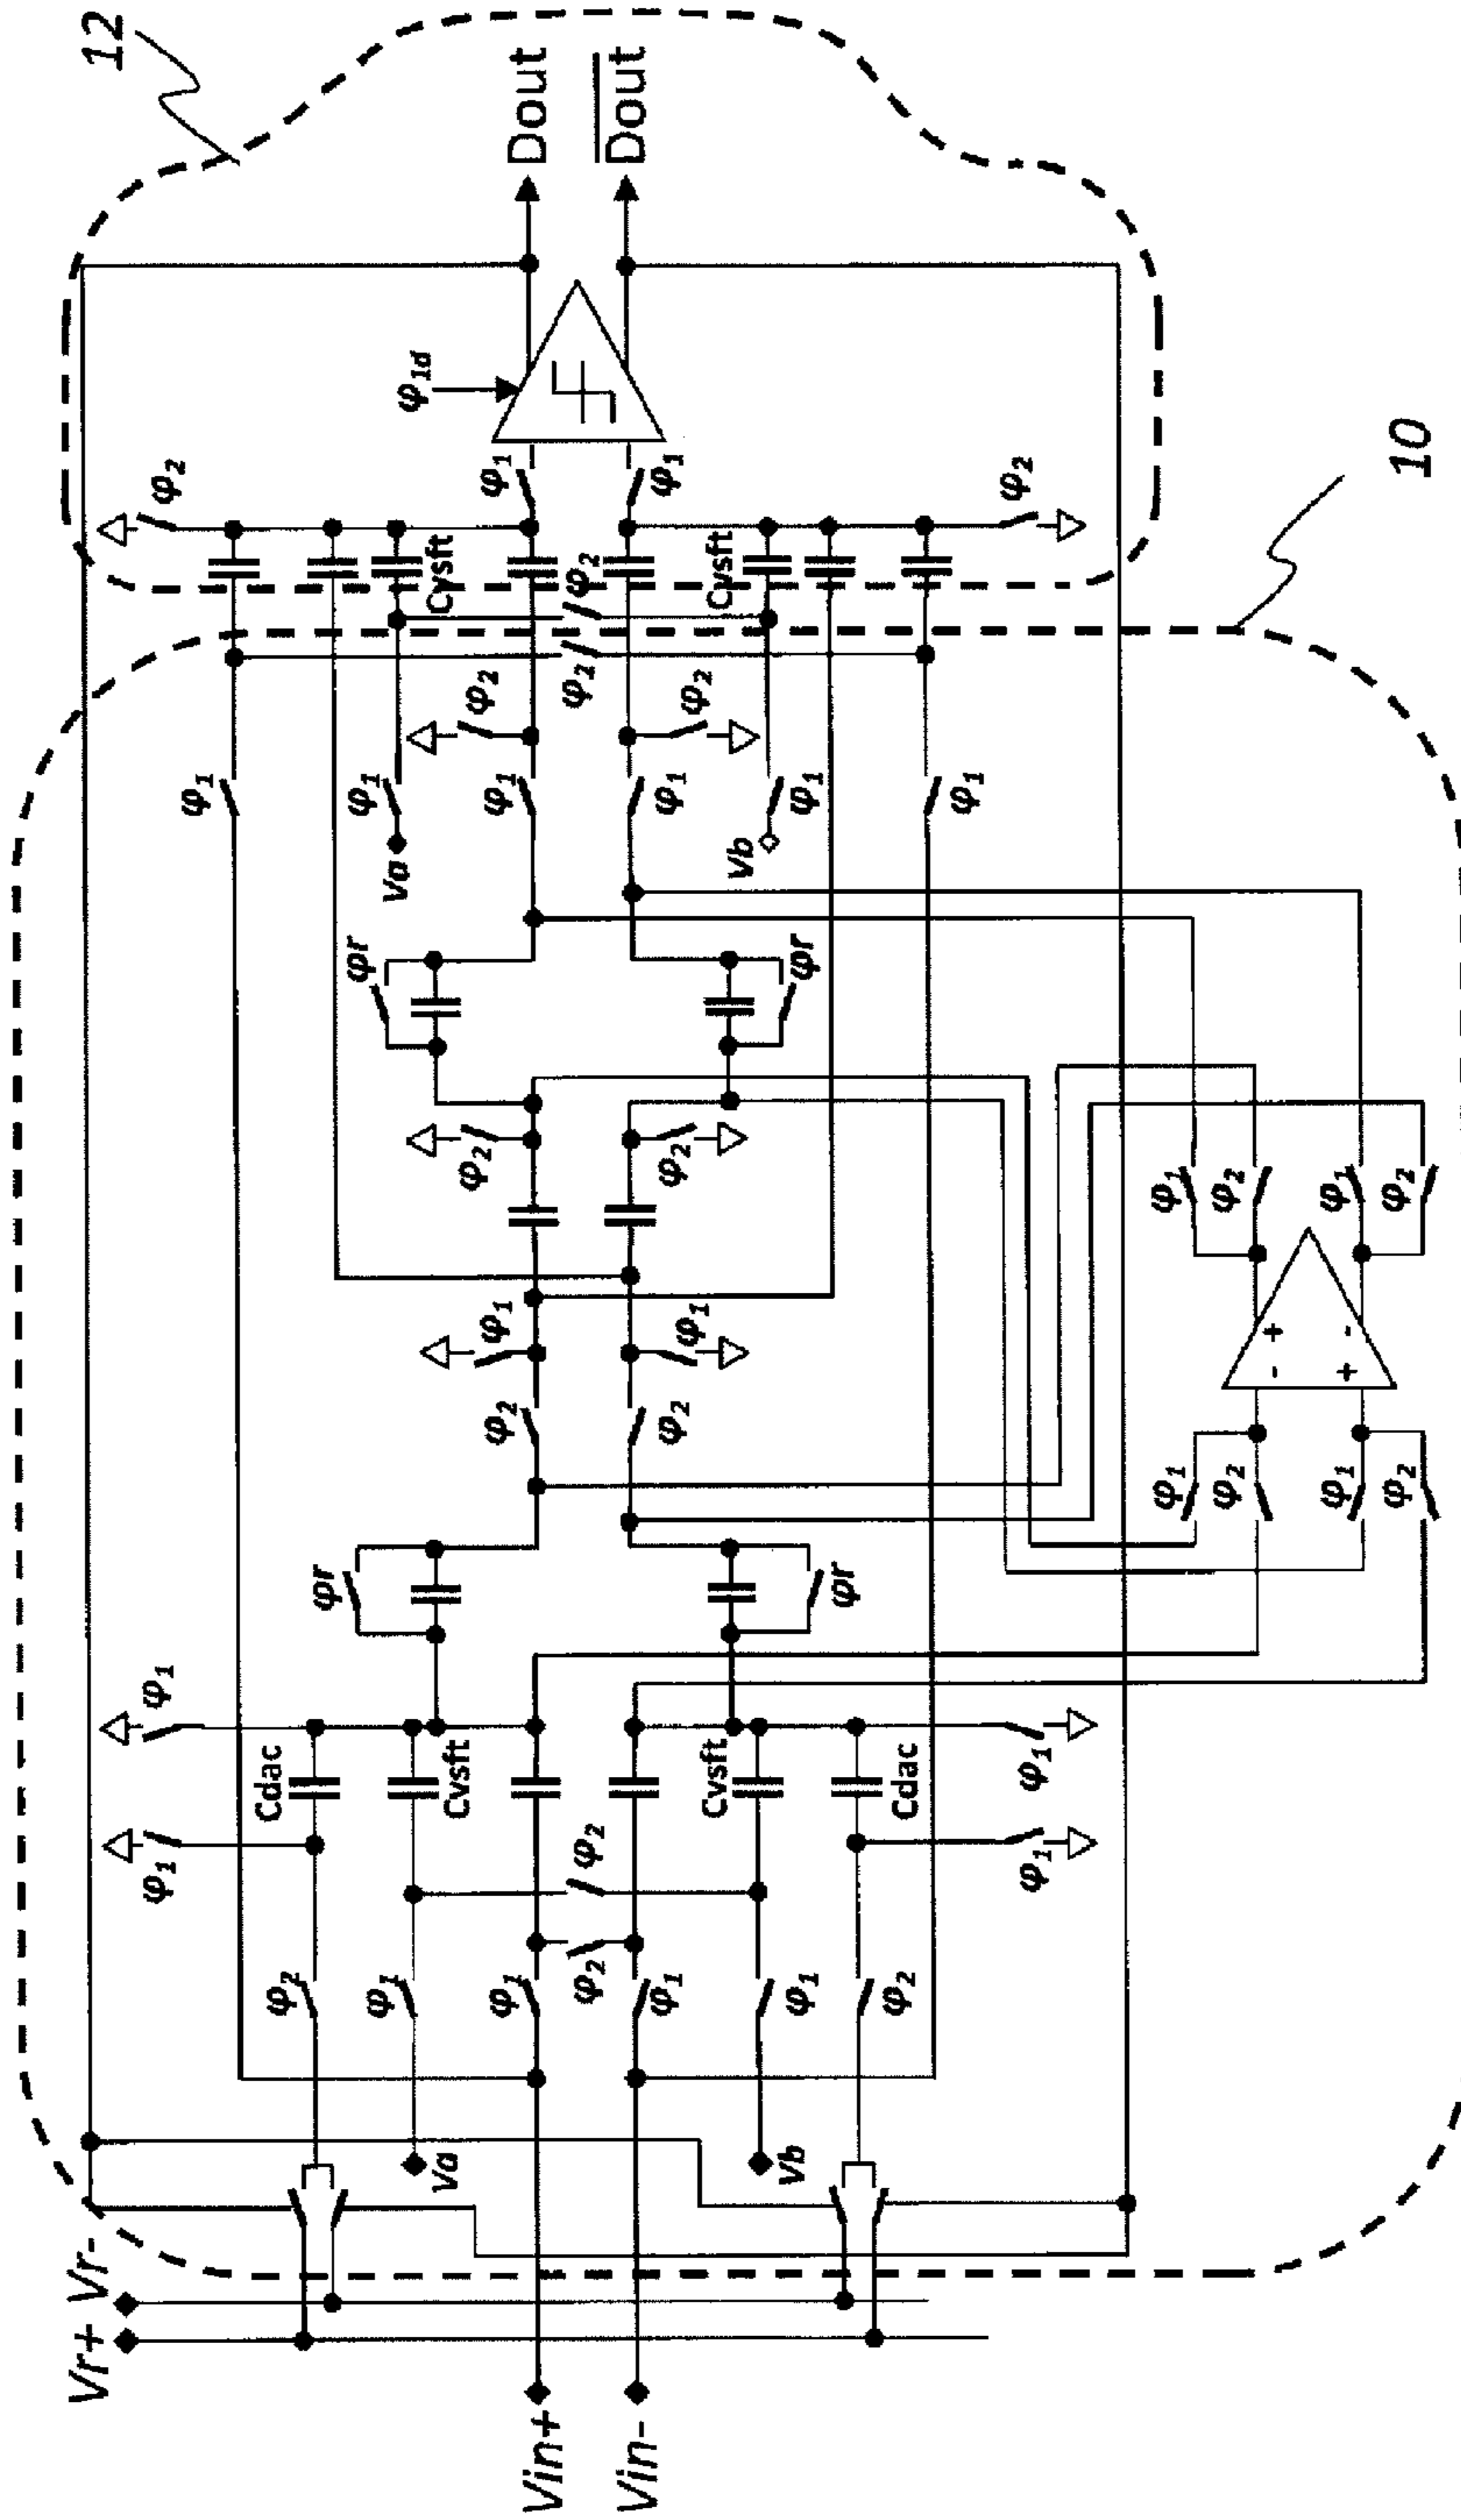 Vr+ Vr-
12
φ1 φ1 φ2
φ1
φ2 Cdac
φr
φr φ1
φ1 Va φ1d
Va Cvsft Cvsft
φ2 φ2
φ1 φ2 φ1 φ1 φ1
Vin+ Dout
φ2 φ2 φ2 φ2
Vin- Dout
φ1 φ2 φ1 φ2 φ1 φ2 φ1
Cvsft Vb Cvsft
Vb φ1 φr φ1
φr
φ2 Cdac φ1
φ1 φ1 φ2
φ1 φ1
φ2 φ2
- +
φ1 φ1
+ -
φ2 φ2
10